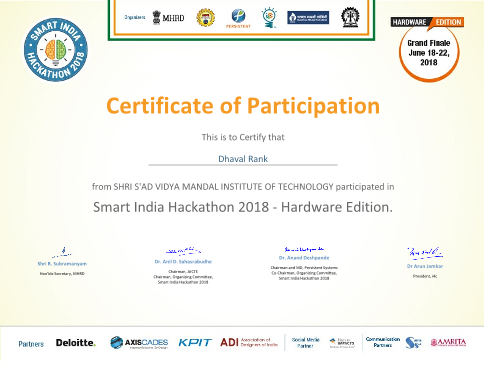 SMART INDIA HACKATHON 2018
Organizers
MHRD
PERSISTENT
HARDWARE EDITION
Grand Finale
June 18-22,
2018
Certificate of Participation
This is to Certify that
Dhaval Rank
from SHRI S'AD VIDYA MANDAL INSTITUTE OF TECHNOLOGY participated in
Smart India Hackathon 2018 - Hardware Edition.
Shri R. Subramanyam
Hon'ble Secretary, MHRD
Dr. Anil D. Sahasrabudhe
Chairman, AICTE
Chairman, Organizing Committee,
Smart India Hackathon 2018
Dr. Anand Deshpande
Chairman and MD, Persistent Systems
Co-Chairman, Organizing Committee,
Smart India Hackathon 2018
Dr Arun Jamkar
President, i4c
Partners
Deloitte.
AXISCADES
KPIT
ADI Association of
Designers of India
Social Media
Partner
Communication
Partners
AMRITA